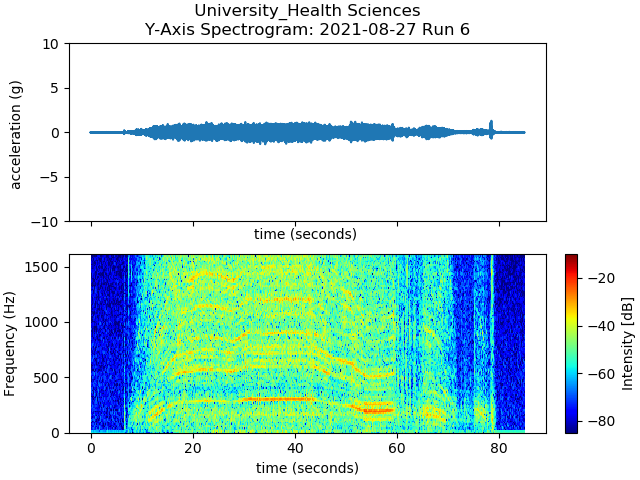 University_Health Sciences
Y-Axis Spectrogram: 2021-08-27 Run 6
10
5
0
−5
−10
acceleration (g)
time (seconds)
1500
1000
500
0
Frequency (Hz)
0 20 40 60 80
time (seconds)
−20
−40
−60
−80
Intensity [dB]